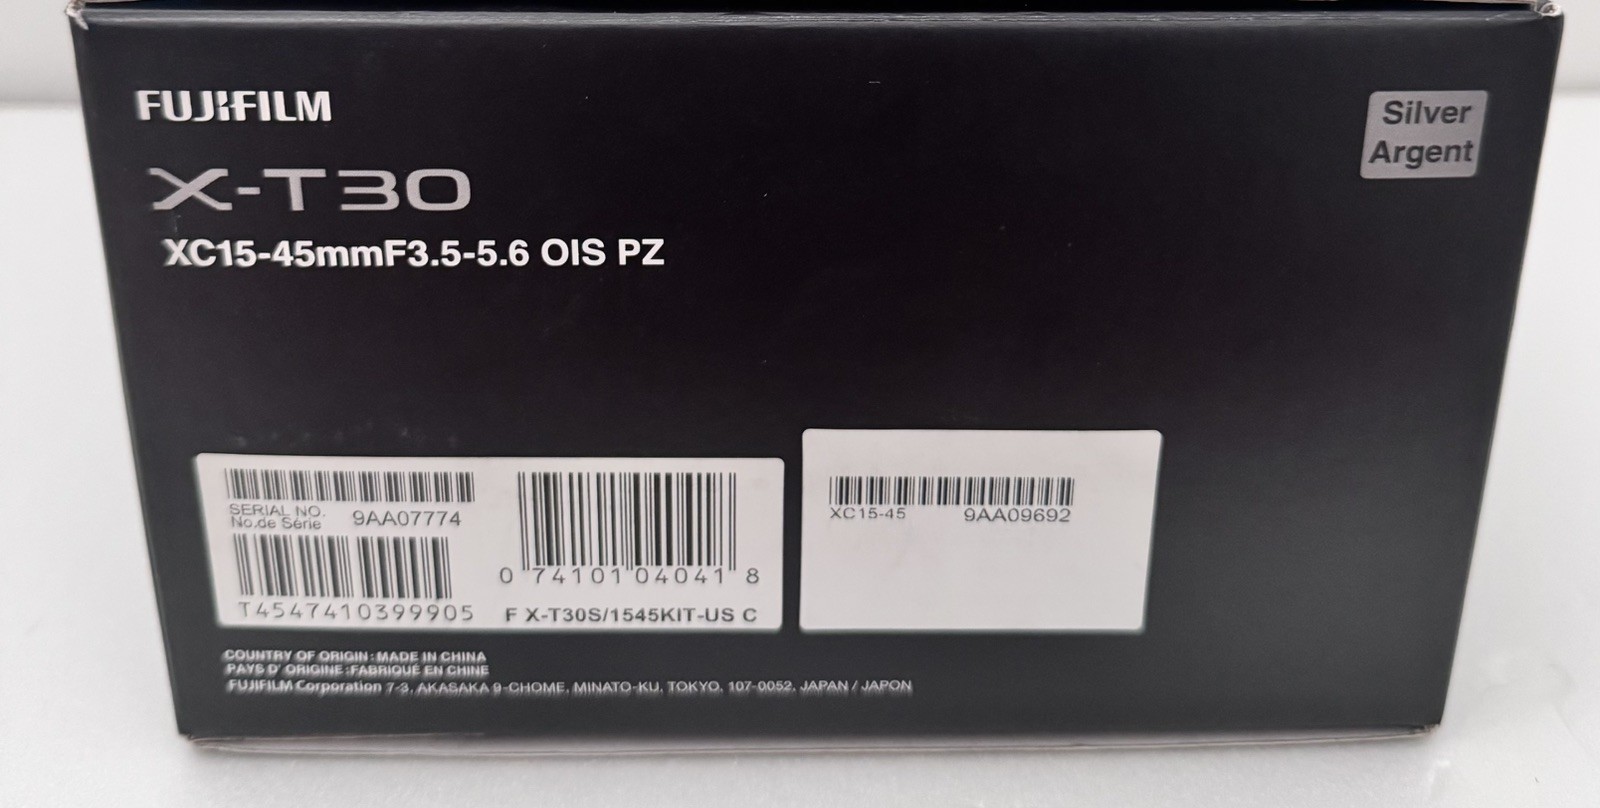 FUJIFILM
X-T30
XC15-45mmF3.5-5.6 OIS PZ
Silver
Argent
SERIAL NO.
No.de Série 9AA07774
T4547410399905
0 74101 04041 8
F X-T30S/1545KIT-US C
XC15-45 9AA09692
COUNTRY OF ORIGIN:MADE IN CHINA
PAYS D' ORIGINE:FABRIQUÉ EN CHINE
FUJIFILM Corporation 7-3, AKASAKA 9-CHOME, MINATO-KU, TOKYO, 107-0052, JAPAN / JAPON